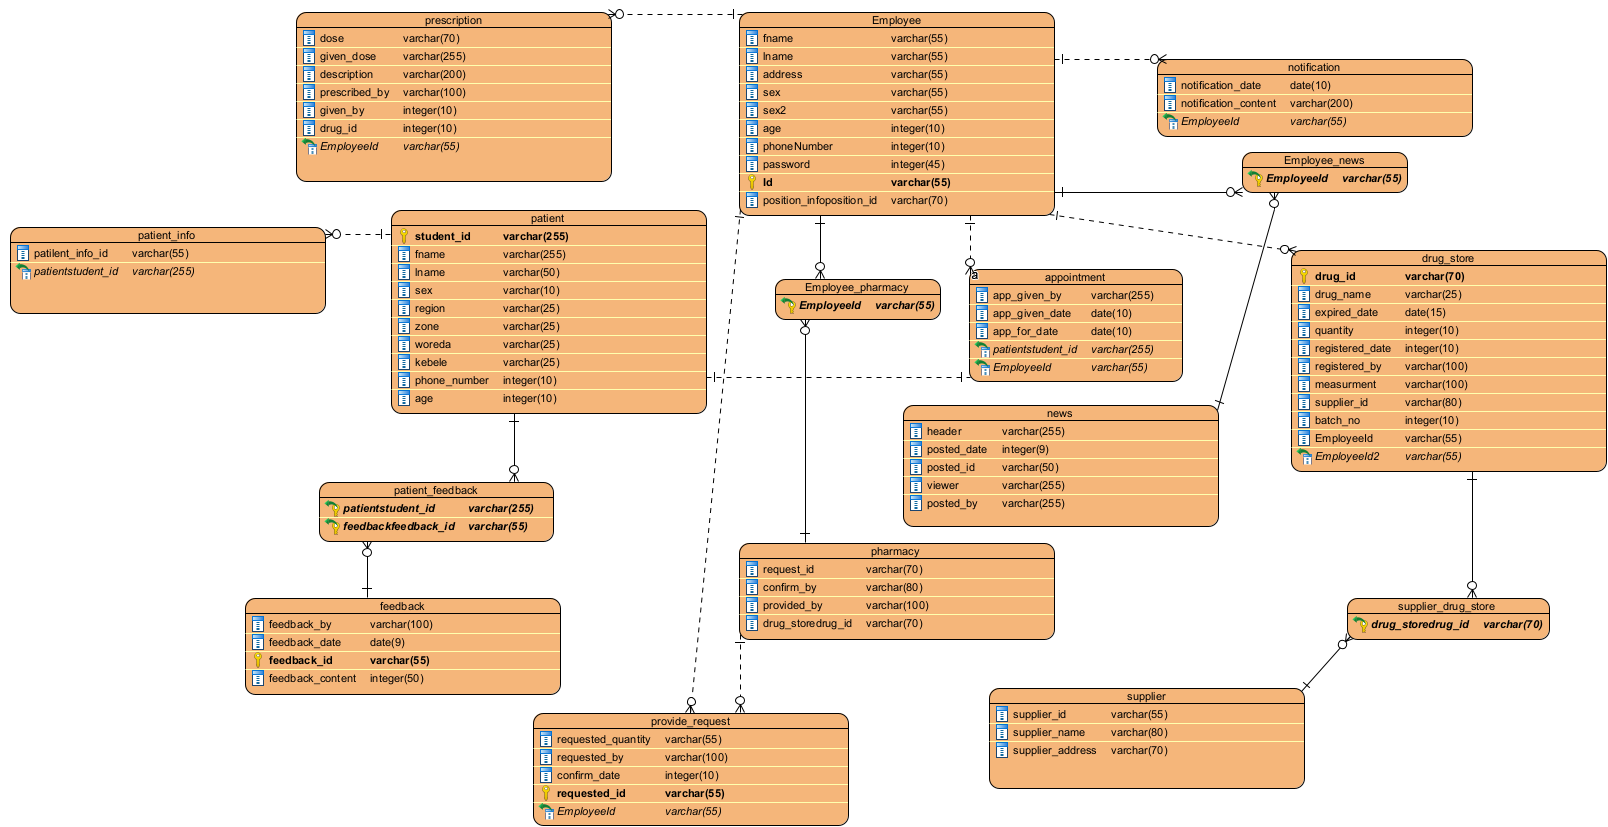 prescription
dose varchar(70)
given_dose varchar(255)
description varchar(200)
prescribed_by varchar(100)
given_by integer(10)
drug_id integer(10)
EmployeeId varchar(55)
Employee
fname varchar(55)
lname varchar(55)
address varchar(55)
sex varchar(55)
sex2 varchar(55)
age integer(10)
phoneNumber integer(10)
password integer(45)
Id varchar(55)
position_infoposition_id varchar(70)
notification
notification_date date(10)
notification_content varchar(200)
EmployeeId varchar(55)
Employee_news
EmployeeId varchar(55)
patient_info
patilent_info_id varchar(55)
patientstudent_id varchar(255)
patient
student_id varchar(255)
fname varchar(255)
lname varchar(50)
sex varchar(10)
region varchar(25)
zone varchar(25)
woreda varchar(25)
kebele varchar(25)
phone_number integer(10)
age integer(10)
Employee_pharmacy
EmployeeId varchar(55)
a
appointment
app_given_by varchar(255)
app_given_date date(10)
app_for_date date(10)
patientstudent_id varchar(255)
EmployeeId varchar(55)
drug_store
drug_id varchar(70)
drug_name varchar(25)
expired_date date(15)
quantity integer(10)
registered_date integer(10)
registered_by varchar(100)
measurment varchar(100)
supplier_id varchar(80)
batch_no integer(10)
EmployeeId varchar(55)
EmployeeId2 varchar(55)
news
header varchar(255)
posted_date integer(9)
posted_id varchar(50)
viewer varchar(255)
posted_by varchar(255)
patient_feedback
patientstudent_id varchar(255)
feedbackfeedback_id varchar(55)
pharmacy
request_id varchar(70)
confirm_by varchar(80)
provided_by varchar(100)
drug_storedrug_id varchar(70)
feedback
feedback_by varchar(100)
feedback_date date(9)
feedback_id varchar(55)
feedback_content integer(50)
supplier_drug_store
drug_storedrug_id varchar(70)
supplier
supplier_id varchar(55)
supplier_name varchar(80)
supplier_address varchar(70)
provide_request
requested_quantity varchar(55)
requested_by varchar(100)
confirm_date integer(10)
requested_id varchar(55)
EmployeeId varchar(55)